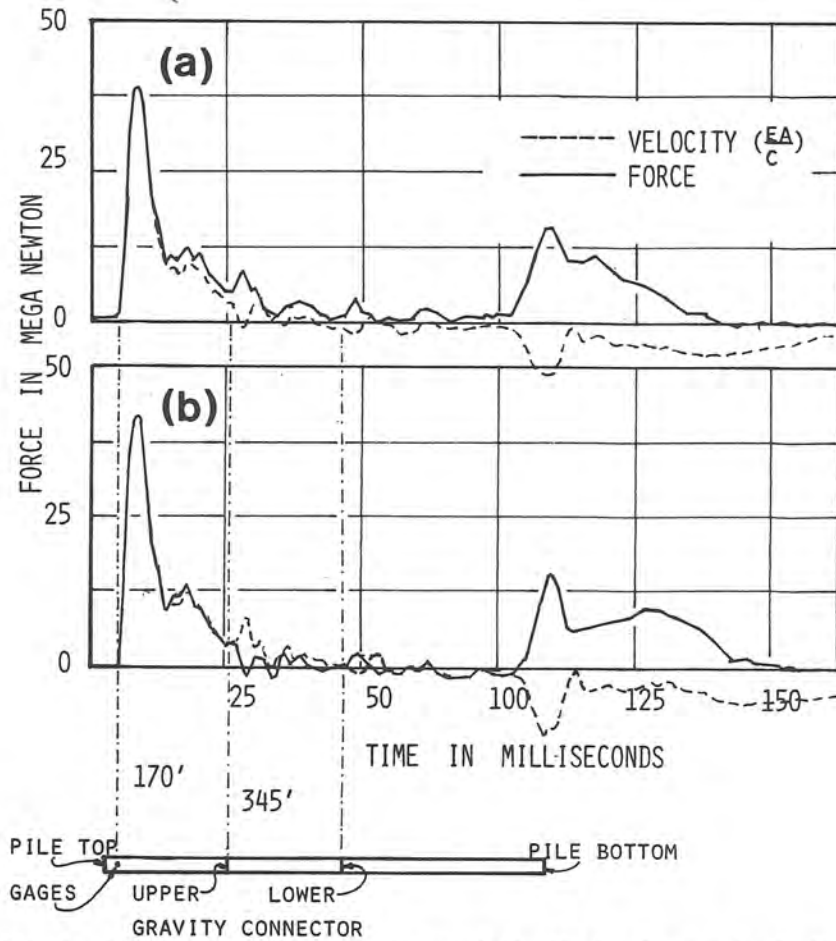 50
(a)
VELOCITY (EA/C)
25
FORCE
0
50
(b)
25
0
FORCE IN MEGA NEWTON
25 50 100 125 150
TIME IN MILLISECONDS
170'
345'
PILE TOP
PILE BOTTOM
GAGES UPPER LOWER
GRAVITY CONNECTOR